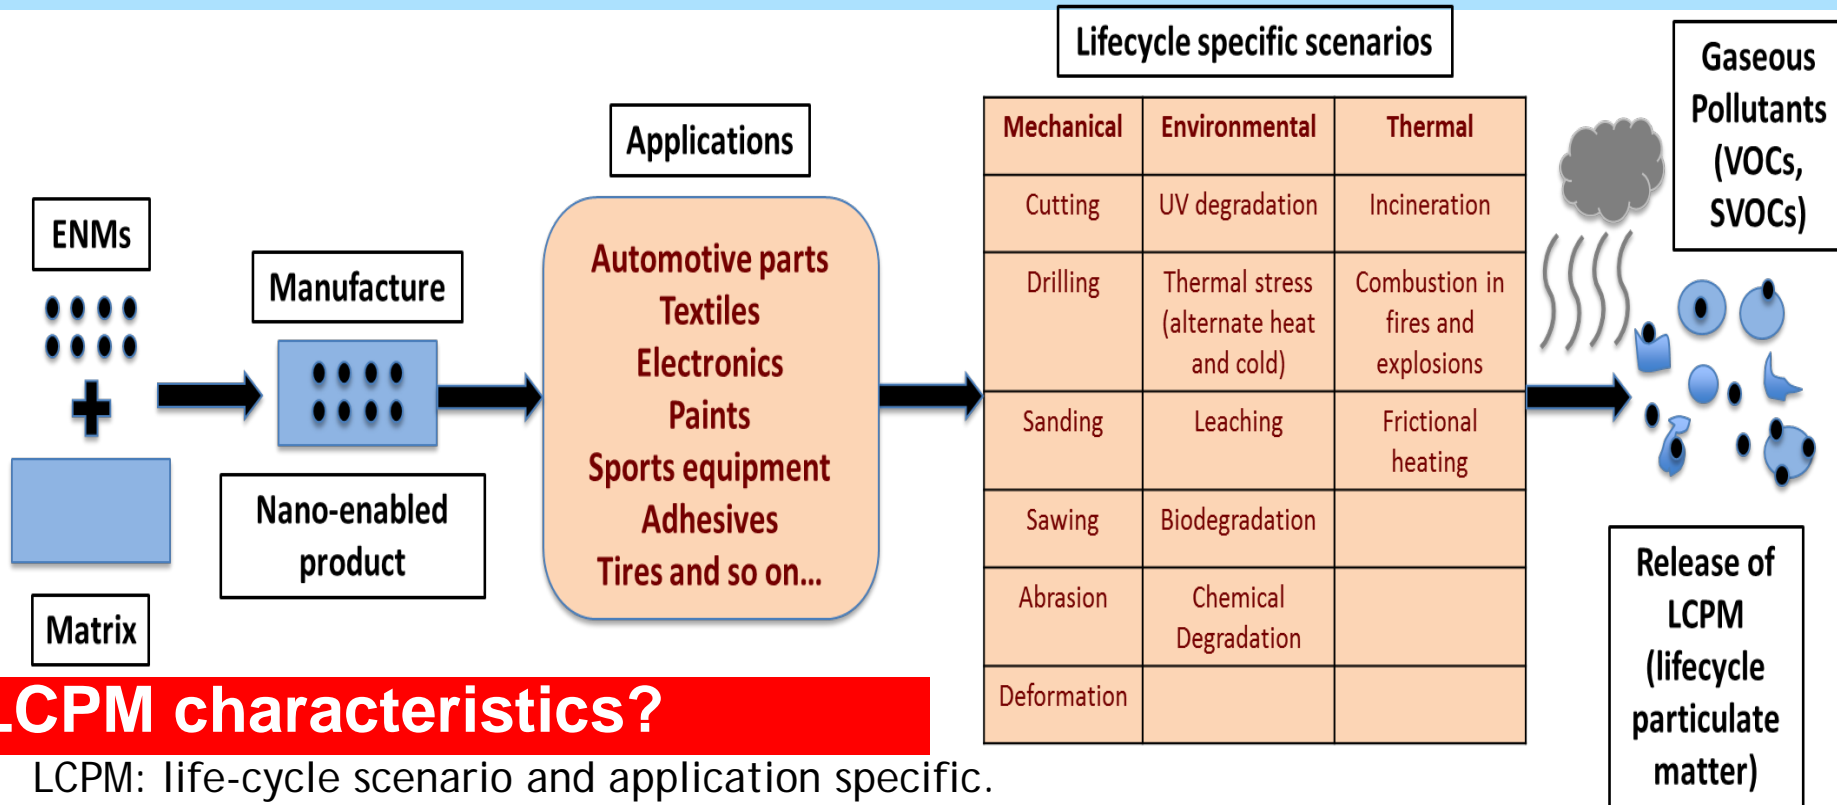 Lifecycle specific scenarios
Gaseous
Pollutants
(VOCs,
SVOCs)
Applications
ENMs
Manufacture
Automotive parts
Textiles
Electronics
Paints
Sports equipment
Adhesives
Tires and so on...
Nano-enabled
product
Matrix
Mechanical Environmental Thermal
Cutting UV degradation Incineration
Drilling Thermal stress Combustion in
(alternate heat fires and
and cold) explosions
Sanding Leaching Frictional
heating
Sawing Biodegradation
Abrasion Chemical
Degradation
Deformation
Release of
LCPM
(lifecycle
particulate
matter)
LCPM characteristics?
LCPM: life-cycle scenario and application specific.